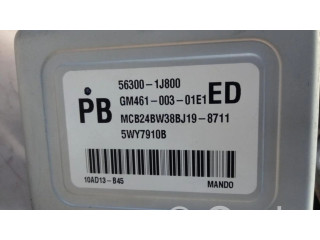 56300-1J800
PB GM461-003-01E1 ED
MCB24BW38BJ19-8711
5WY7910B
10AD13-B45 MANDO